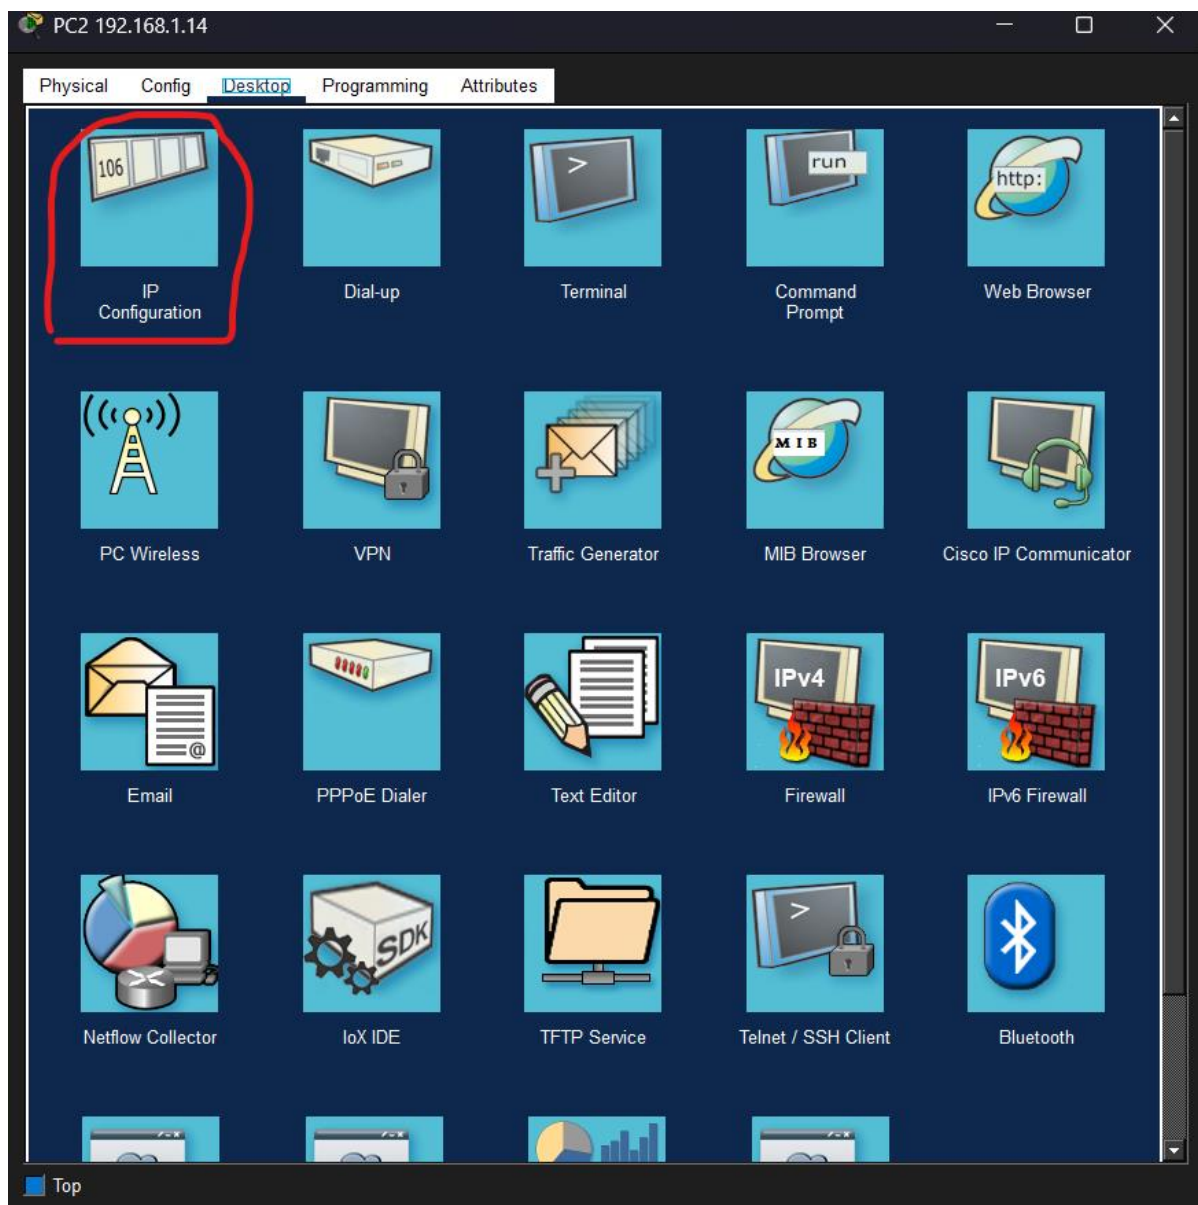 PC2 192.168.1.14
Physical Config Desktop Programming Attributes
106
run
http:
IP
Configuration
Dial-up
Terminal
Command
Prompt
Web Browser
MIB
PC Wireless
VPN
Traffic Generator
MIB Browser
Cisco IP Communicator
@
IPv4
IPv6
Email
PPPoE Dialer
Text Editor
Firewall
IPv6 Firewall
SDK
Netflow Collector
IoX IDE
TFTP Service
Telnet / SSH Client
Bluetooth
Top